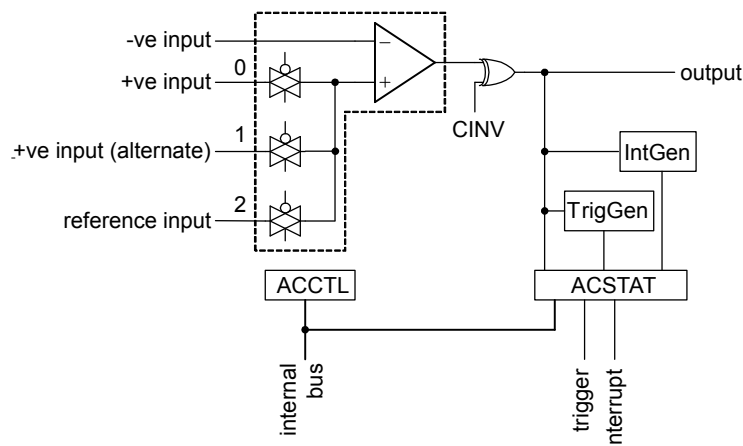 -ve input
+ve input
0
+ve input (alternate)
1
reference input
2
−
+
CINV
output
IntGen
TrigGen
ACCTL
ACSTAT
internal
bus
trigger
nterrupt